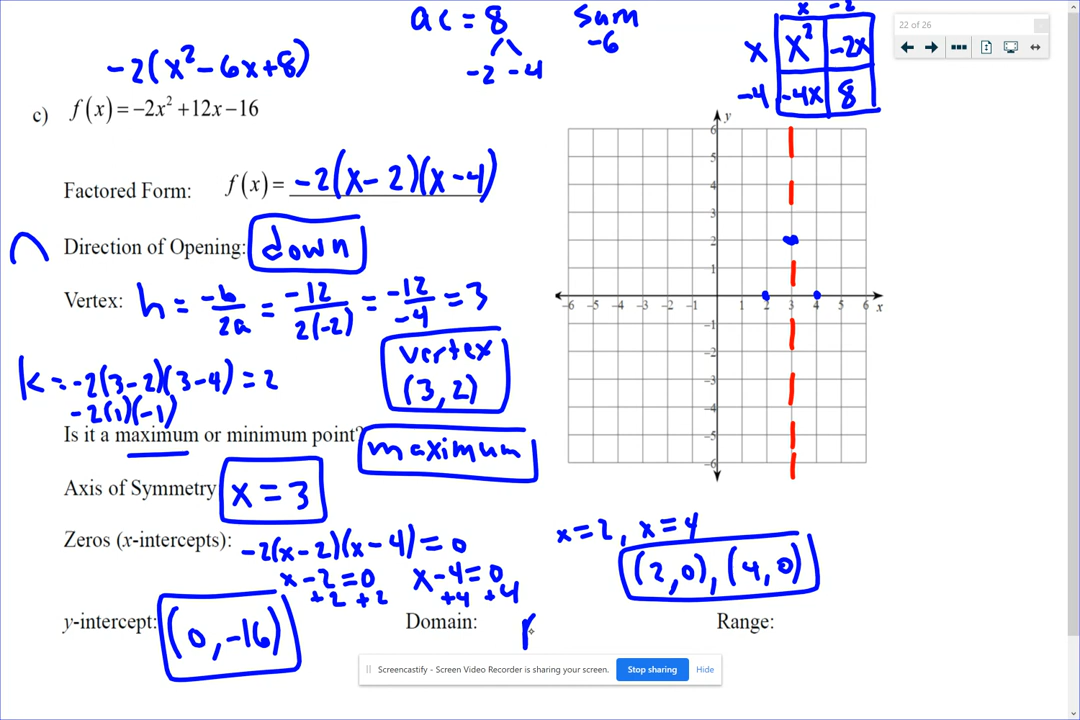 ac = 8
sum
-6
-2 -4
x -2
x x² -2x
-4 -4x 8
22 of 26
-2(x²-6x+8)
c) f(x)=-2x²+12x-16
Factored Form: f(x)= -2(x-2)(x-4)
Direction of Opening: down
Vertex: h = -b/2a = -12/2(-2) = -12/-4 = 3
vertex
(3, 2)
k = -2(3-2)(3-4) = 2
-2(1)(-1)
Is it a maximum or minimum point? maximum
Axis of Symmetry x = 3
Zeros (x-intercepts): -2(x-2)(x-4) = 0
x-2=0 x-4=0
+2 +2 +4 +4
x=2, x=4
(2,0), (4,0)
y-intercept: (0,-16)
Domain:
Range:
y
6
5
4
3
2
1
-6 -5 -4 -3 -2 -1 1 2 3 4 5 6 x
-1
-2
-3
-4
-5
-6
Screencastify - Screen Video Recorder is sharing your screen. Stop sharing Hide